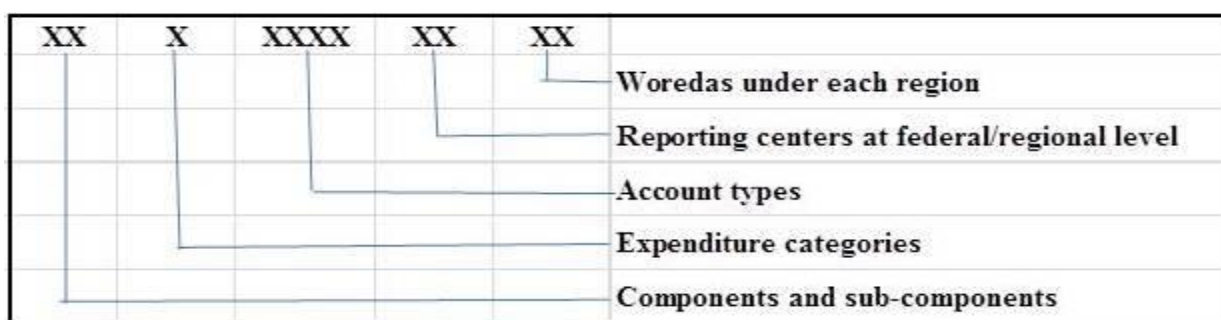 XX X XXXX XX XX
Woredas under each region
Reporting centers at federal/regional level
Account types
Expenditure categories
Components and sub-components